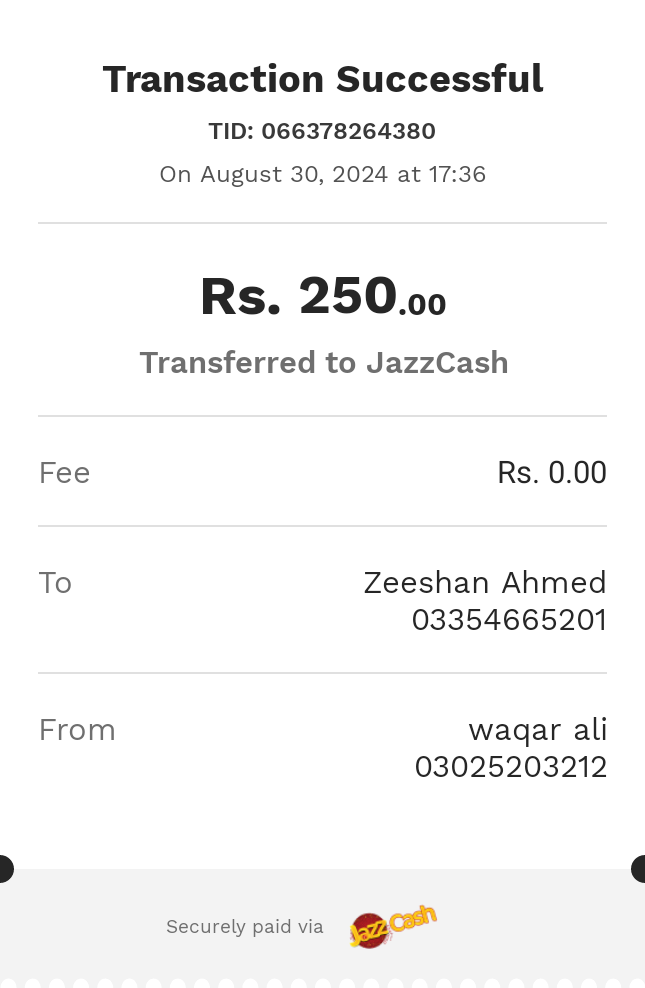 Transaction Successful
TID: 066378264380
On August 30, 2024 at 17:36
Rs. 250.00
Transferred to JazzCash
Fee Rs. 0.00
To Zeeshan Ahmed
03354665201
From waqar ali
03025203212
Securely paid via JazzCash